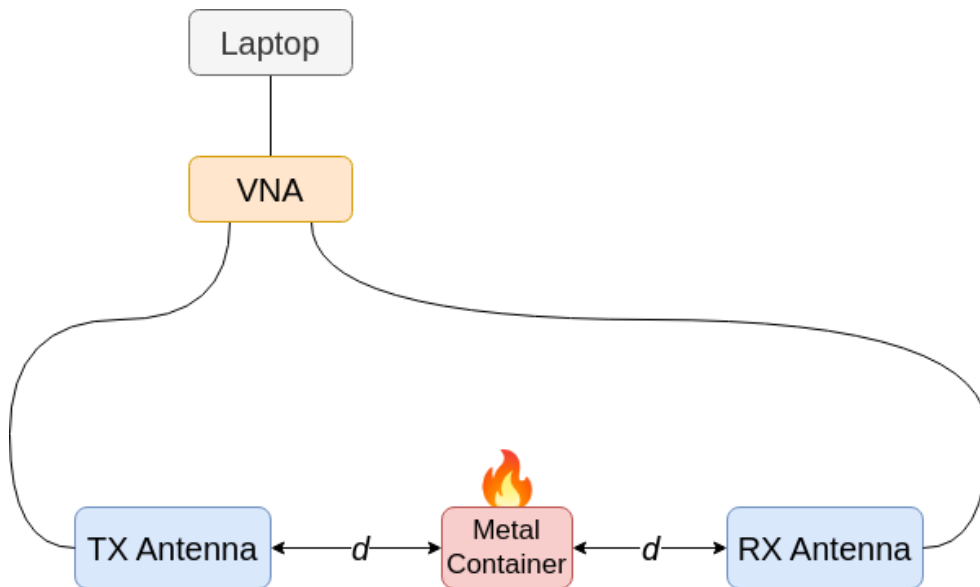 Laptop
VNA
TX Antenna
d
Metal
Container
d
RX Antenna